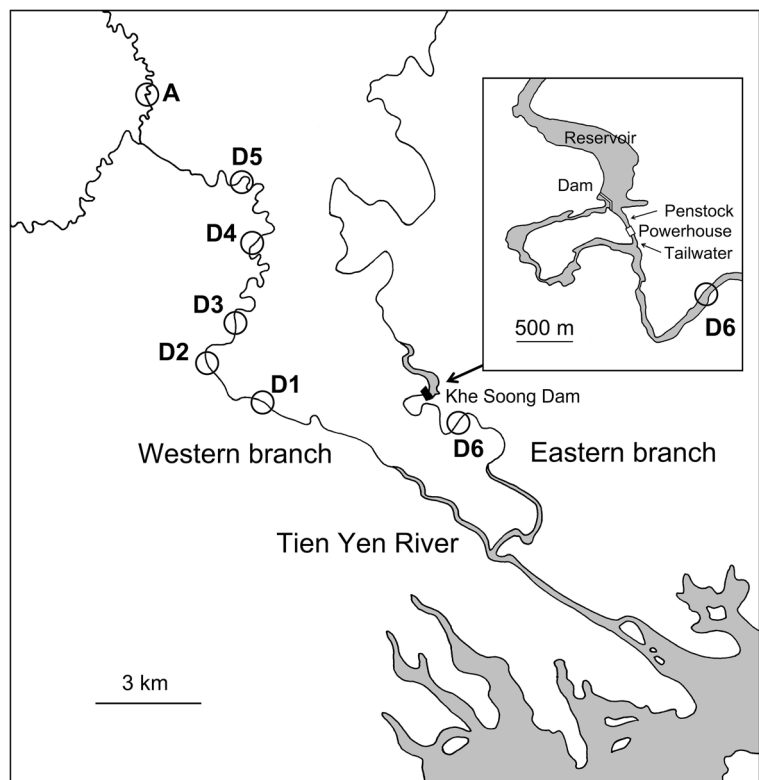 A
D5
D4
D3
D2
D1
Western branch
Tien Yen River
3 km
Reservoir
Dam
Penstock
Powerhouse
Tailwater
500 m
D6
Khe Soong Dam
D6
Eastern branch